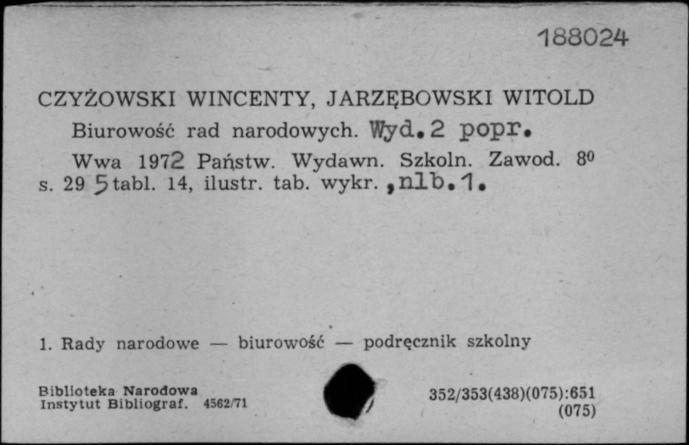 188024
CZYŻOWSKI WINCENTY, JARZĘBOWSKI WITOLD
Biurowość rad narodowych. Wyd.2 popr.
Wwa 1972 Państw. Wydawn. Szkoln. Zawod. 8⁰
s. 29 5 tabl. 14, ilustr. tab. wykr. ,nlb.1.
1. Rady narodowe — biurowość — podręcznik szkolny
Biblioteka Narodowa
Instytut Bibliograf. 4562/71
352/353(438)(075):651
(075)